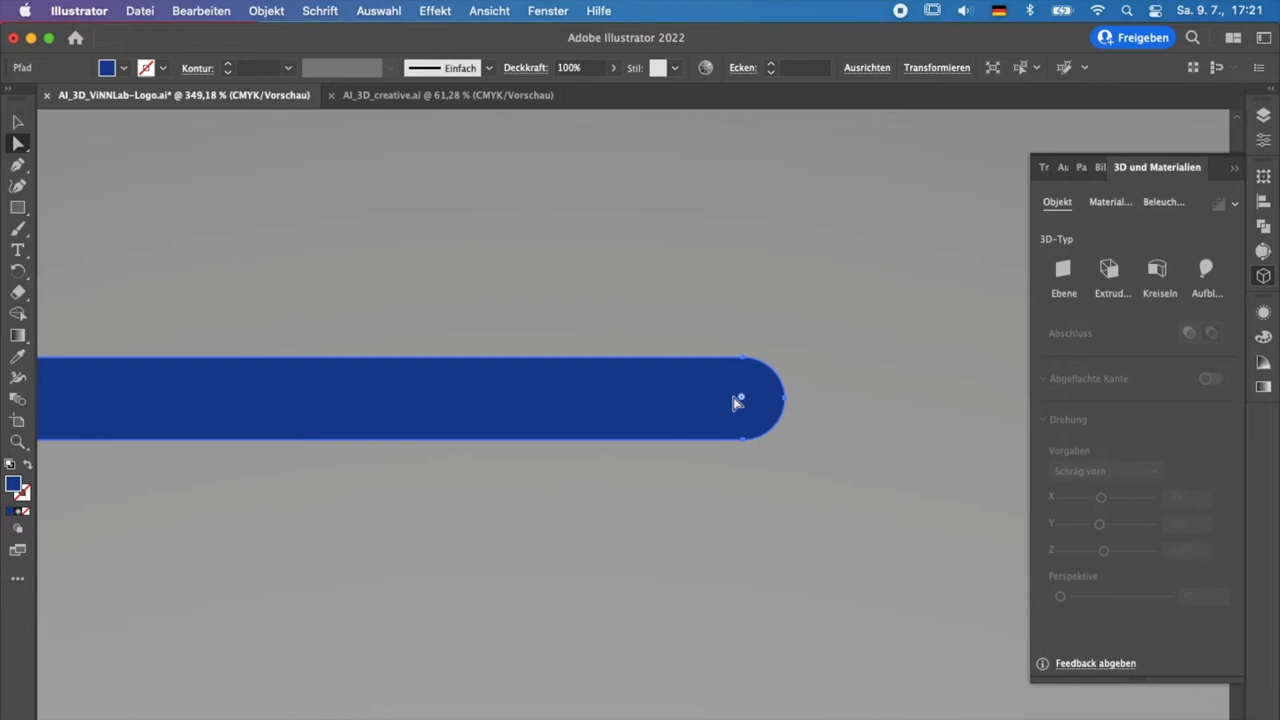 Illustrator Datei Bearbeiten Objekt Schrift Auswahl Effekt Ansicht Fenster Hilfe Sa. 9. 7., 17:21
Adobe Illustrator 2022 Freigeben
Pfad Kontur: Einfach Deckkraft: 100% Stil: Ecken: Ausrichten Transformieren
× AI_3D_ViNNLab-Logo.ai* @ 349,18 % (CMYK/Vorschau) × AI_3D_creative.ai @ 61,28 % (CMYK/Vorschau)
Tr Au Pa Bil 3D und Materialien
Objekt Material... Beleuch...
3D-Typ
Ebene Extrud... Kreiseln Aufbl...
Abschluss
Abgeflachte Kante
Drehung
Vorgaben
Schräg vorn
X
Y
Z
Perspektive
Feedback abgeben